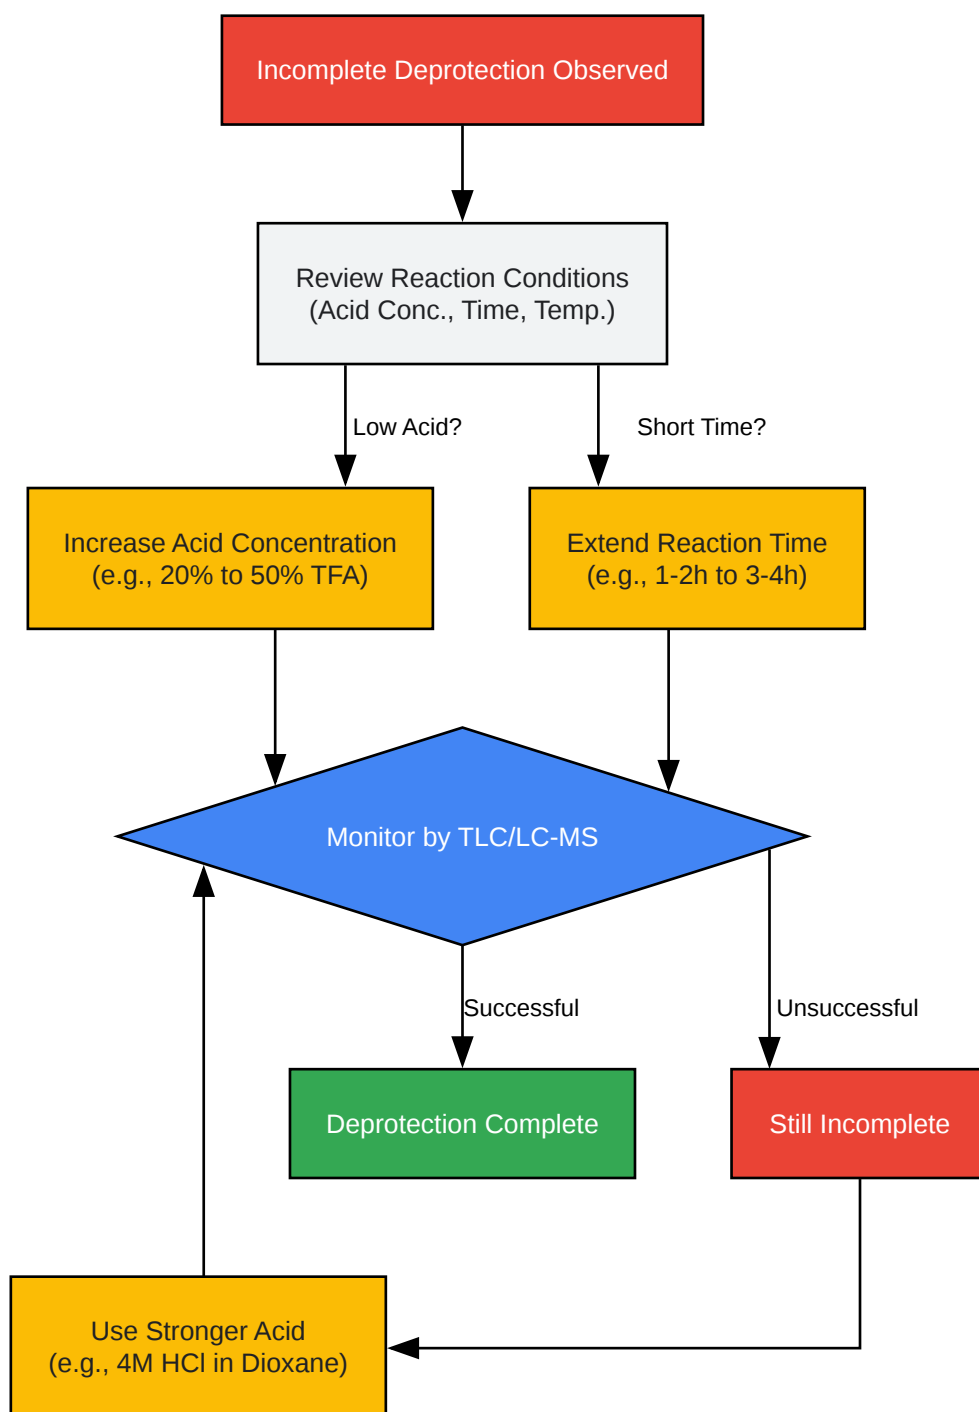 Incomplete Deprotection Observed
Review Reaction Conditions
(Acid Conc., Time, Temp.)
Low Acid?
Short Time?
Increase Acid Concentration
(e.g., 20% to 50% TFA)
Extend Reaction Time
(e.g., 1-2h to 3-4h)
Monitor by TLC/LC-MS
Successful
Unsuccessful
Deprotection Complete
Still Incomplete
Use Stronger Acid
(e.g., 4M HCl in Dioxane)